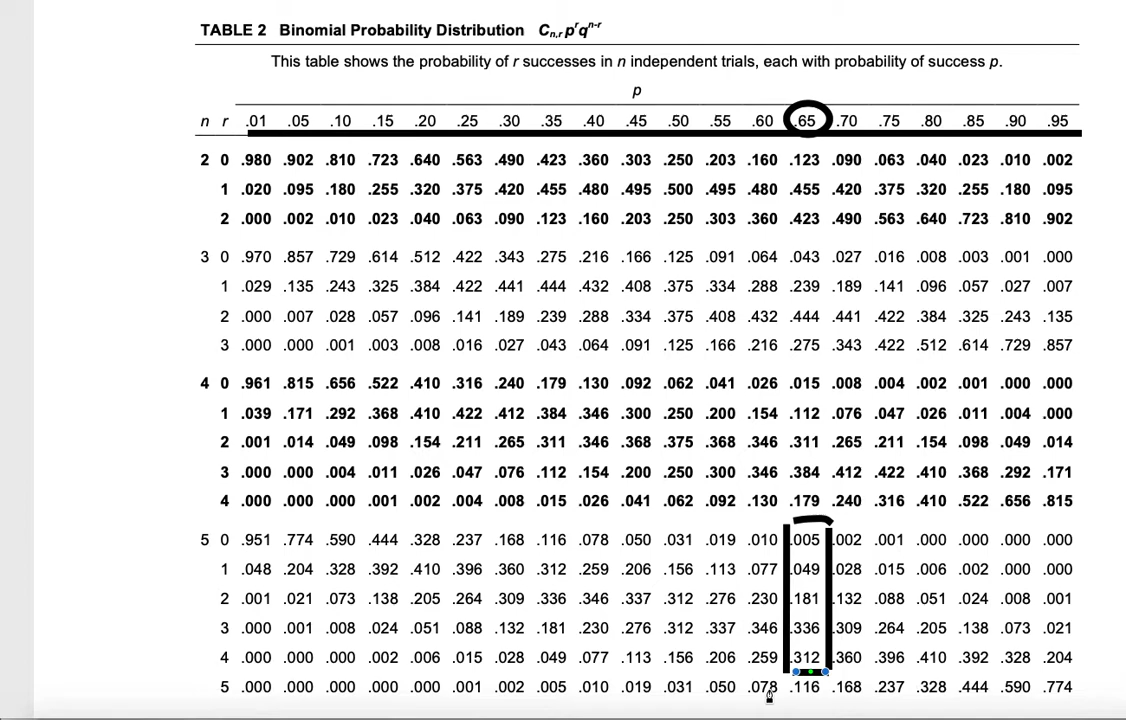 TABLE 2 Binomial Probability Distribution C_{n,r} p^r q^{n-r}
This table shows the probability of r successes in n independent trials, each with probability of success p.
p
n r .01 .05 .10 .15 .20 .25 .30 .35 .40 .45 .50 .55 .60 .65 .70 .75 .80 .85 .90 .95
2 0 .980 .902 .810 .723 .640 .563 .490 .423 .360 .303 .250 .203 .160 .123 .090 .063 .040 .023 .010 .002
1 .020 .095 .180 .255 .320 .375 .420 .455 .480 .495 .500 .495 .480 .455 .420 .375 .320 .255 .180 .095
2 .000 .002 .010 .023 .040 .063 .090 .123 .160 .203 .250 .303 .360 .423 .490 .563 .640 .723 .810 .902
3 0 .970 .857 .729 .614 .512 .422 .343 .275 .216 .166 .125 .091 .064 .043 .027 .016 .008 .003 .001 .000
1 .029 .135 .243 .325 .384 .422 .441 .444 .432 .408 .375 .334 .288 .239 .189 .141 .096 .057 .027 .007
2 .000 .007 .028 .057 .096 .141 .189 .239 .288 .334 .375 .408 .432 .444 .441 .422 .384 .325 .243 .135
3 .000 .000 .001 .003 .008 .016 .027 .043 .064 .091 .125 .166 .216 .275 .343 .422 .512 .614 .729 .857
4 0 .961 .815 .656 .522 .410 .316 .240 .179 .130 .092 .062 .041 .026 .015 .008 .004 .002 .001 .000 .000
1 .039 .171 .292 .368 .410 .422 .412 .384 .346 .300 .250 .200 .154 .112 .076 .047 .026 .011 .004 .000
2 .001 .014 .049 .098 .154 .211 .265 .311 .346 .368 .375 .368 .346 .311 .265 .211 .154 .098 .049 .014
3 .000 .000 .004 .011 .026 .047 .076 .112 .154 .200 .250 .300 .346 .384 .412 .422 .410 .368 .292 .171
4 .000 .000 .000 .001 .002 .004 .008 .015 .026 .041 .062 .092 .130 .179 .240 .316 .410 .522 .656 .815
5 0 .951 .774 .590 .444 .328 .237 .168 .116 .078 .050 .031 .019 .010 .005 .002 .001 .000 .000 .000 .000
1 .048 .204 .328 .392 .410 .396 .360 .312 .259 .206 .156 .113 .077 .049 .028 .015 .006 .002 .000 .000
2 .001 .021 .073 .138 .205 .264 .309 .336 .346 .337 .312 .276 .230 .181 .132 .088 .051 .024 .008 .001
3 .000 .001 .008 .024 .051 .088 .132 .181 .230 .276 .312 .337 .346 .336 .309 .264 .205 .138 .073 .021
4 .000 .000 .000 .002 .006 .015 .028 .049 .077 .113 .156 .206 .259 .312 .360 .396 .410 .392 .328 .204
5 .000 .000 .000 .000 .000 .001 .002 .005 .010 .019 .031 .050 .078 .116 .168 .237 .328 .444 .590 .774